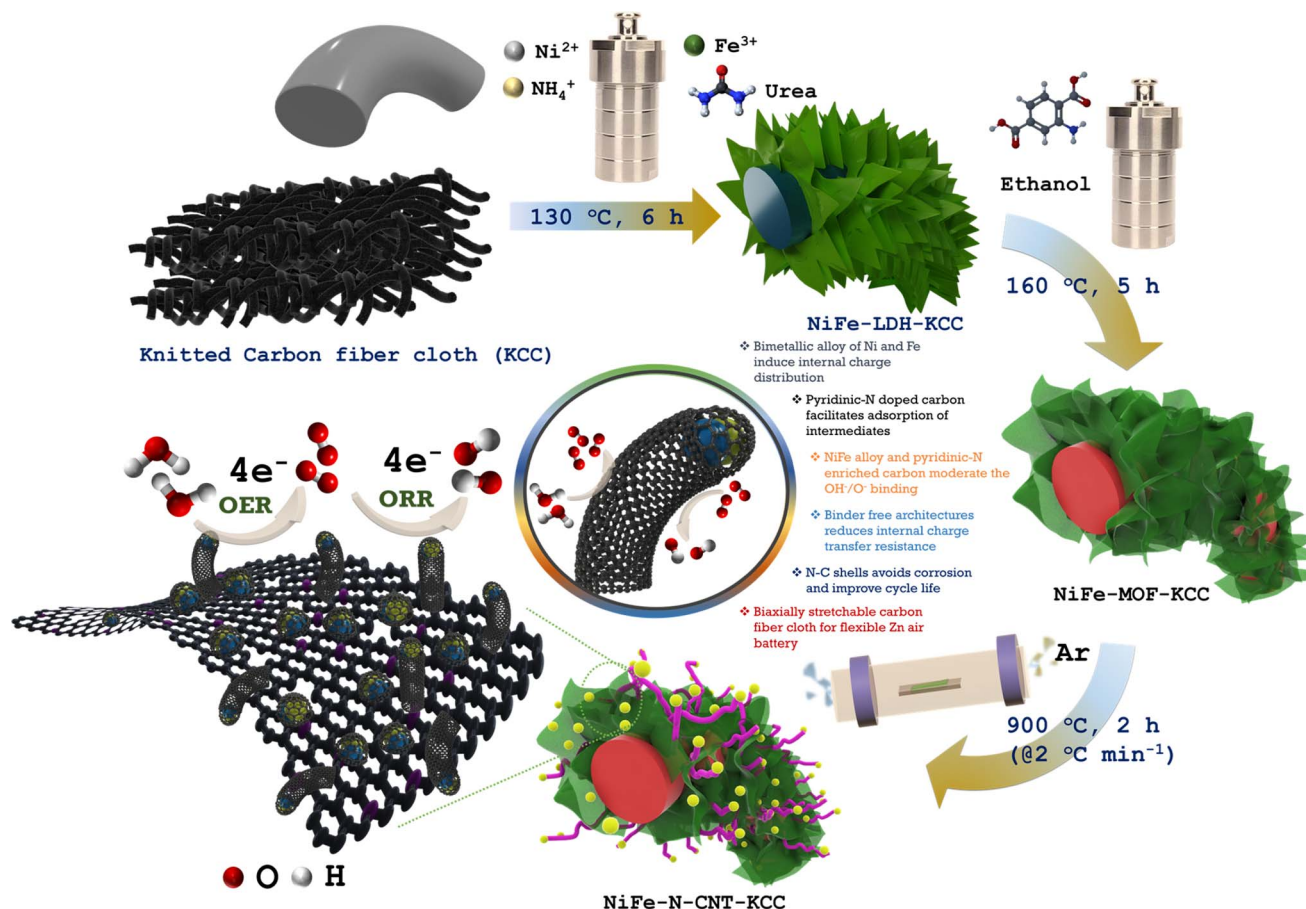 Ni²⁺
NH₄⁺
Fe³⁺
Urea
130 °C, 6 h
Knitted Carbon fiber cloth (KCC)
NiFe-LDH-KCC
Ethanol
160 °C, 5 h
NiFe-MOF-KCC
❖ Bimetallic alloy of Ni and Fe
induce internal charge
distribution
❖ Pyridinic-N doped carbon
facilitates adsorption of
intermediates
❖ NiFe alloy and pyridinic-N
enriched carbon moderate the
OH⁻/O⁻ binding
❖ Binder free architectures
reduces internal charge
transfer resistance
❖ N-C shells avoids corrosion
and improve cycle life
❖ Biaxially stretchable carbon
fiber cloth for flexible Zn air
battery
4e⁻
OER
4e⁻
ORR
Ar
900 °C, 2 h
(@2 °C min⁻¹)
O H
NiFe-N-CNT-KCC